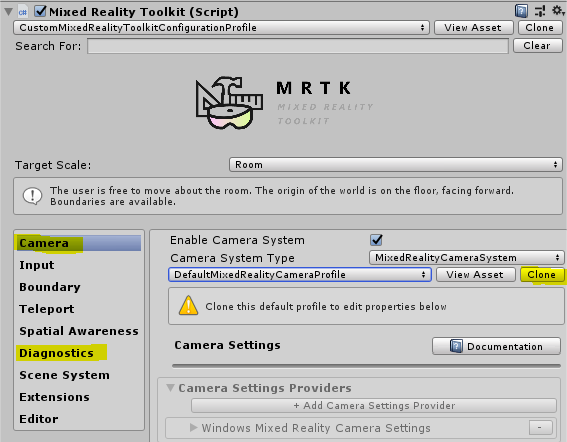 Mixed Reality Toolkit (Script)
CustomMixedRealityToolkitConfigurationProfile View Asset Clone
Search For: Clear
MRTK
MIXED REALITY
TOOLKIT
Target Scale: Room
The user is free to move about the room. The origin of the world is on the floor, facing forward.
Boundaries are available.
Camera
Input
Boundary
Teleport
Spatial Awareness
Diagnostics
Scene System
Extensions
Editor
Enable Camera System
Camera System Type MixedRealityCameraSystem
DefaultMixedRealityCameraProfile View Asset Clone
Clone this default profile to edit properties below
Camera Settings Documentation
Camera Settings Providers
+ Add Camera Settings Provider
Windows Mixed Reality Camera Settings -